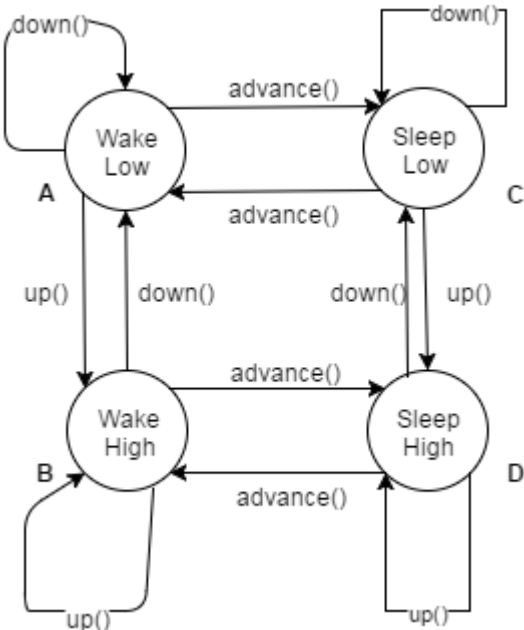 down()
down()
advance()
Wake
Low
Sleep
Low
A
C
advance()
up()
down()
down()
up()
advance()
Wake
High
Sleep
High
B
D
advance()
up()
up()